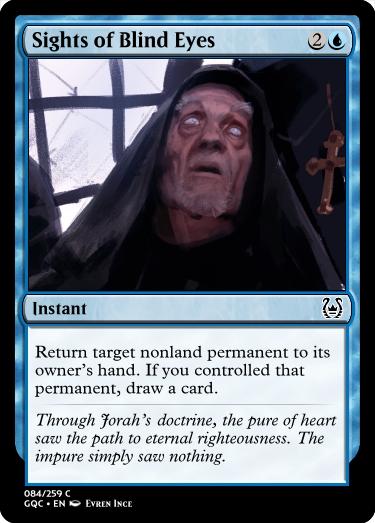 Sights of Blind Eyes 2
Instant
Return target nonland permanent to its
owner's hand. If you controlled that
permanent, draw a card.
Through Jorah's doctrine, the pure of heart
saw the path to eternal righteousness. The
impure simply saw nothing.
084/259 C
GQC • EN Evren Ince